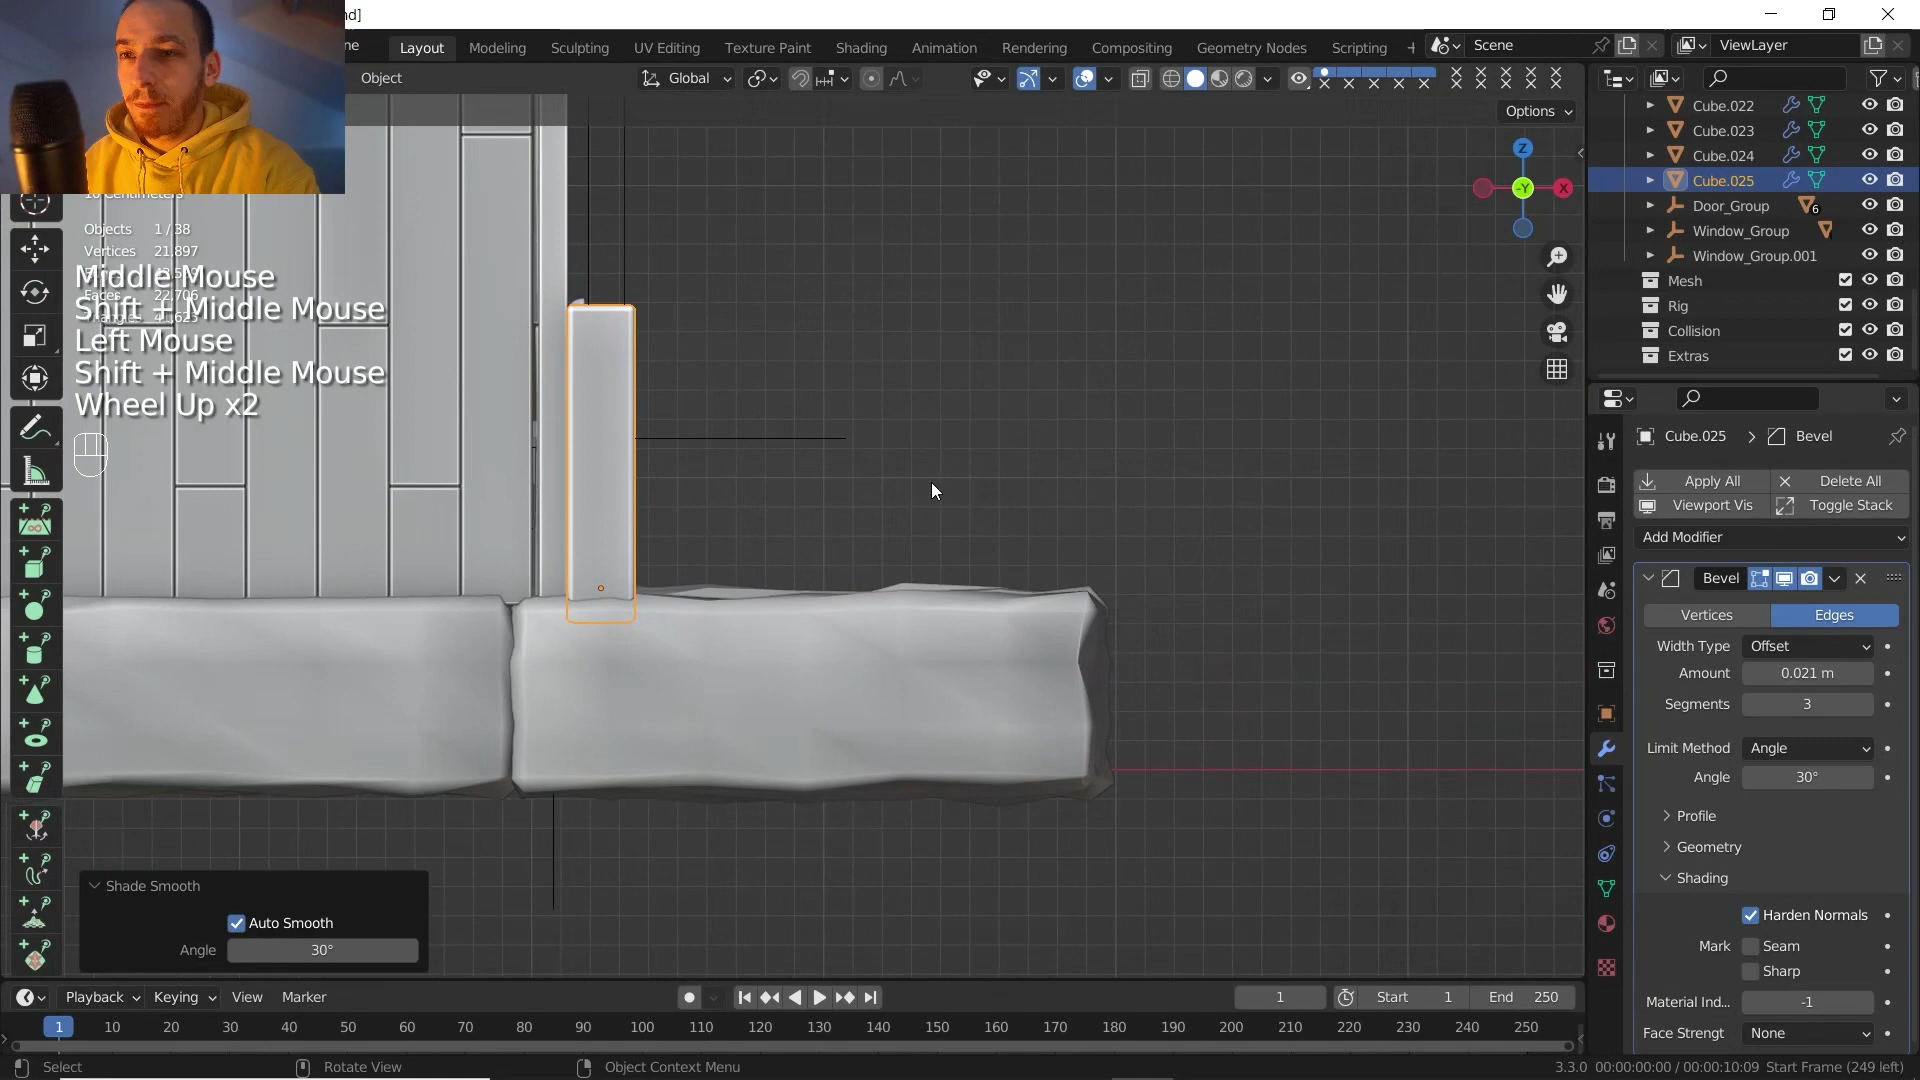 nd]
ne
Layout
Modeling
Sculpting
UV Editing
Texture Paint
Shading
Animation
Rendering
Compositing
Geometry Nodes
Scripting
Scene
ViewLayer
Object
Global
Options
Objects 1 / 38
Vertices 21,897
Faces 22,706
Middle Mouse
Shift + Middle Mouse
Left Mouse
Shift + Middle Mouse
Wheel Up x2
Z
-Y
X
Cube.022
Cube.023
Cube.024
Cube.025
Door_Group
6
Window_Group
Window_Group.001
Mesh
Rig
Collision
Extras
Cube.025 > Bevel
Apply All
Delete All
Viewport Vis
Toggle Stack
Add Modifier
Bevel
Vertices
Edges
Width Type Offset
Amount 0.021 m
Segments 3
Limit Method Angle
Angle 30°
Profile
Geometry
Shading
Harden Normals
Mark Seam
Sharp
Material Ind... -1
Face Strengt None
Shade Smooth
Auto Smooth
Angle 30°
Playback
Keying
View
Marker
1
Start 1
End 250
1 10 20 30 40 50 60 70 80 90 100 110 120 130 140 150 160 170 180 190 200 210 220 230 240 250
Select
Rotate View
Object Context Menu
3.3.0 00:00:00:00 / 00:00:10:09 Start Frame (249 left)